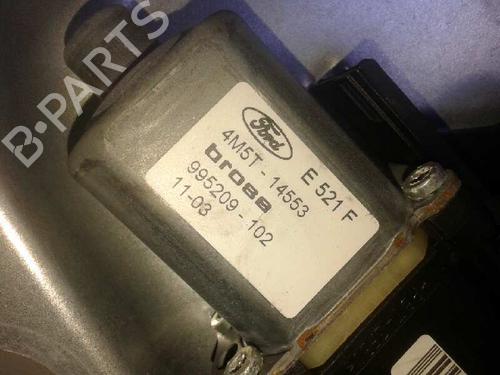 B-PARTS
Ford
E 521 F
4M5T - 14553
brose
995209 - 102
11-03